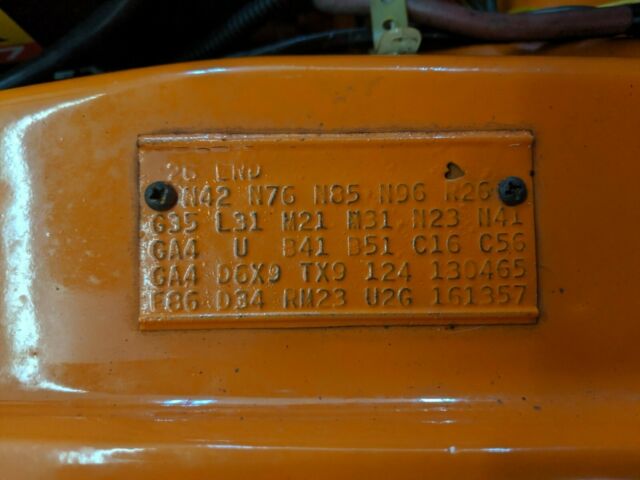 26 END
N42 N76 N85 N96 R26
G35 L31 M21 M31 N23 N41
GA4 U B41 B51 C16 C56
GA4 D6X9 TX9 124 130465
E86 D34 RM23 U2G 161357